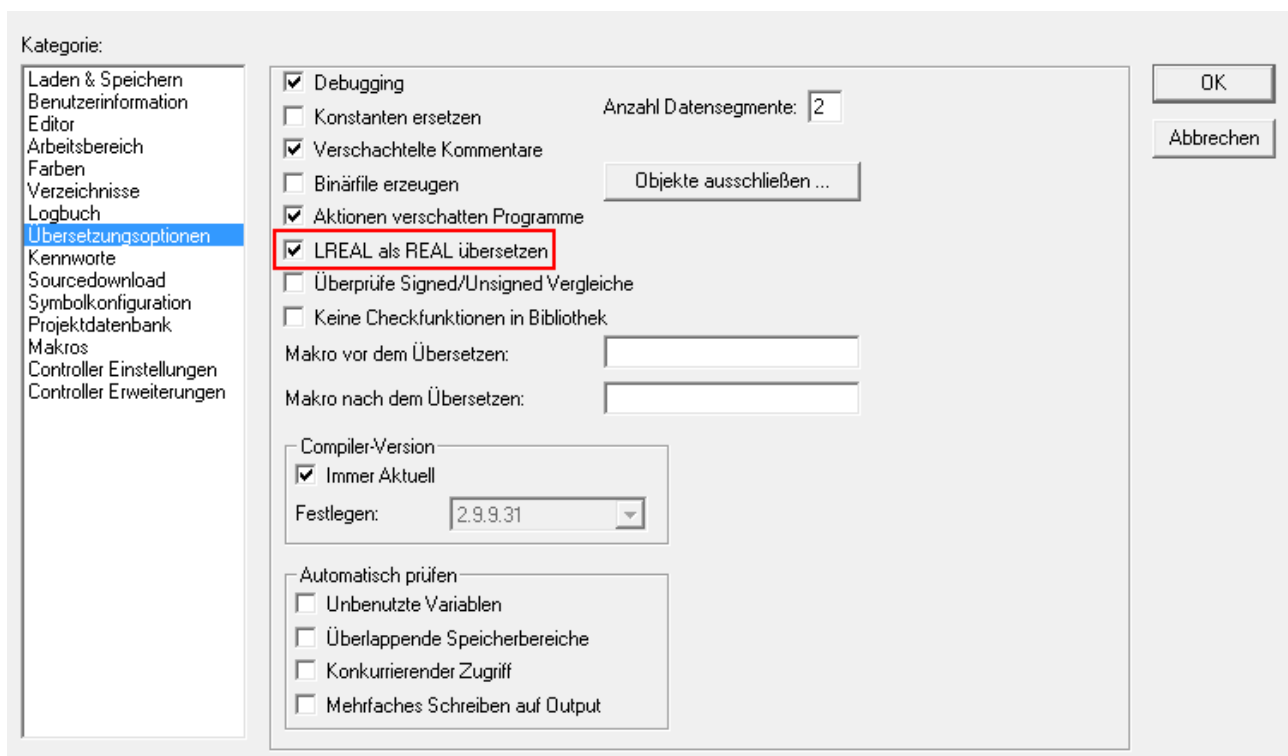 Kategorie:
Laden & Speichern
Benutzerinformation
Editor
Arbeitsbereich
Farben
Verzeichnisse
Logbuch
Übersetzungsoptionen
Kennworte
Sourcedownload
Symbolkonfiguration
Projektdatenbank
Makros
Controller Einstellungen
Controller Erweiterungen
Debugging
Konstanten ersetzen
Verschachtelte Kommentare
Binärfile erzeugen
Aktionen verschatten Programme
LREAL als REAL übersetzen
Überprüfe Signed/Unsigned Vergleiche
Keine Checkfunktionen in Bibliothek
Anzahl Datensegmente: 2
Objekte ausschließen ...
Makro vor dem Übersetzen:
Makro nach dem Übersetzen:
Compiler-Version
Immer Aktuell
Festlegen: 2.9.9.31
Automatisch prüfen
Unbenutzte Variablen
Überlappende Speicherbereiche
Konkurrierender Zugriff
Mehrfaches Schreiben auf Output
OK
Abbrechen